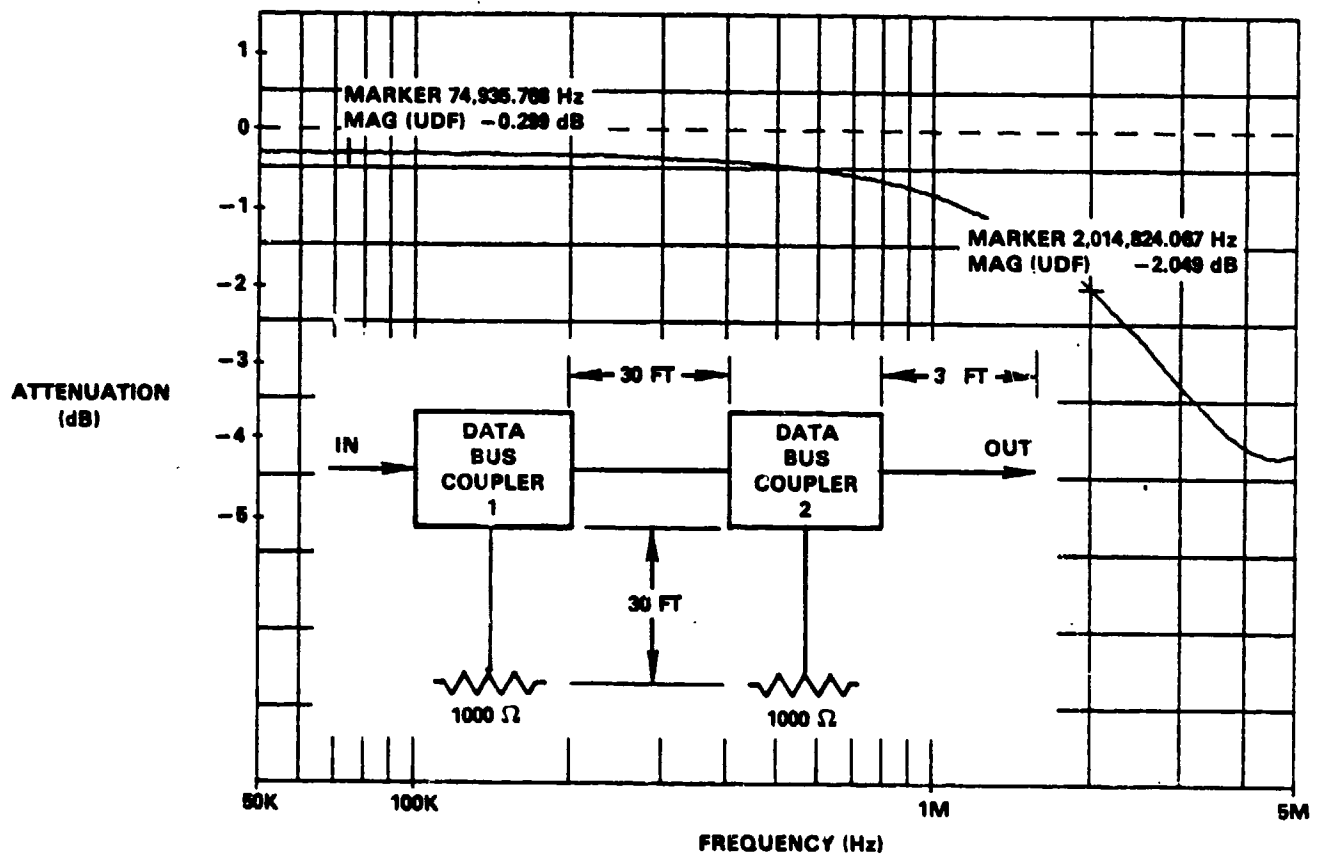 1
MARKER 74,935.768 Hz
MAG (UDF) -0.299 dB
0
-1
MARKER 2,014,824.067 Hz
MAG (UDF) -2.049 dB
-2
-3
ATTENUATION
(dB)
-4
-5
30 FT
3 FT
IN
DATA
BUS
COUPLER
1
DATA
BUS
COUPLER
2
OUT
30 FT
1000 Ω
1000 Ω
50K
100K
1M
5M
FREQUENCY (Hz)